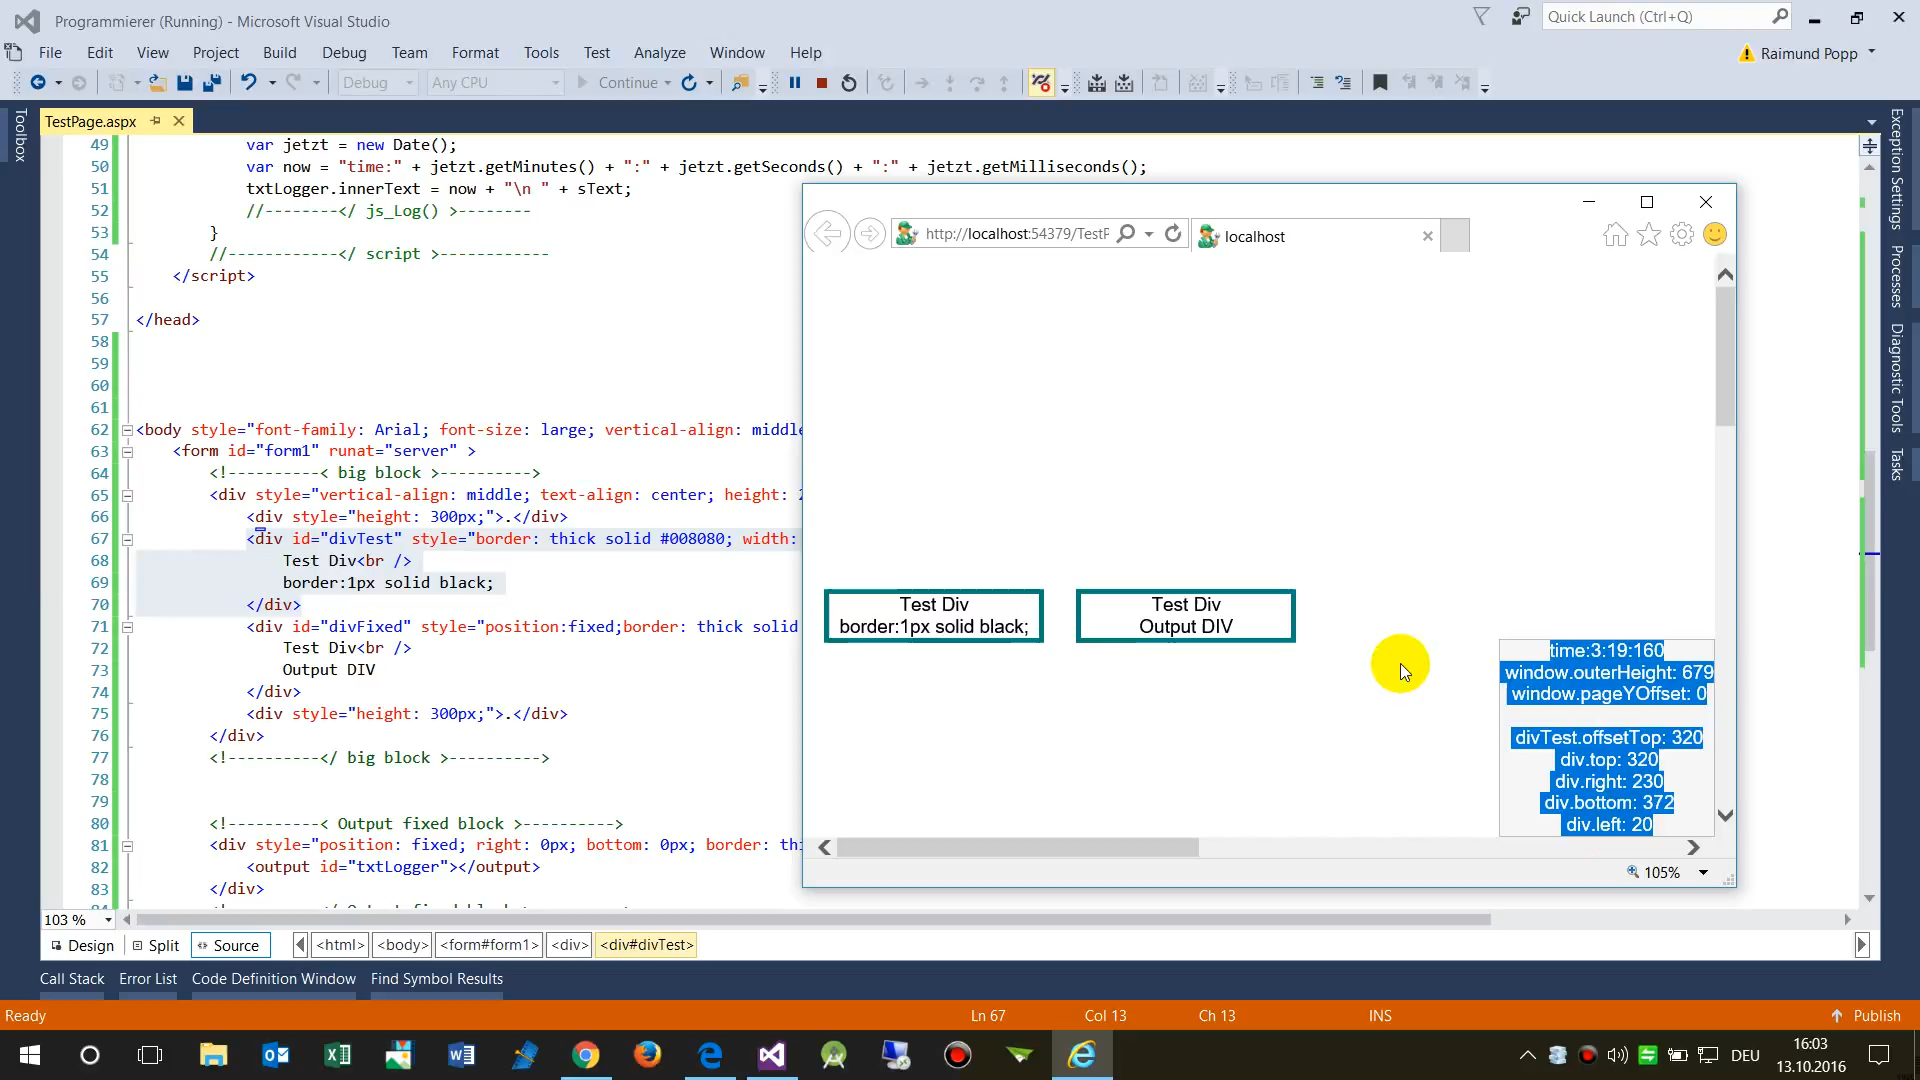 Programmierer (Running) - Microsoft Visual Studio
Quick Launch (Ctrl+Q)
File Edit View Project Build Debug Team Format Tools Test Analyze Window Help
Raimund Popp
Debug Any CPU Continue
Toolbox
TestPage.aspx
49 var jetzt = new Date();
50 var now = "time:" + jetzt.getMinutes() + ":" + jetzt.getSeconds() + ":" + jetzt.getMilliseconds();
51 txtLogger.innerText = now + "\n " + sText;
52 //--------</ js_Log() >--------
53 }
54 //------------</ script >------------
55 </script>
56
57 </head>
58
59
60
61
62 <body style="font-family: Arial; font-size: large; vertical-align: middle
63 <form id="form1" runat="server" >
64 <!----------< big block >---------->
65 <div style="vertical-align: middle; text-align: center; height: 2
66 <div style="height: 300px;">.</div>
67 <div id="divTest" style="border: thick solid #008080; width:
68 Test Div<br />
69 border:1px solid black;
70 </div>
71 <div id="divFixed" style="position:fixed;border: thick solid
72 Test Div<br />
73 Output DIV
74 </div>
75 <div style="height: 300px;">.</div>
76 </div>
77 <!----------</ big block >---------->
78
79
80 <!----------< Output fixed block >---------->
81 <div style="position: fixed; right: 0px; bottom: 0px; border: thi
82 <output id="txtLogger"></output>
83 </div>
http://localhost:54379/TestP
localhost
Test Div
border:1px solid black;
Test Div
Output DIV
time:3:19:160
window.outerHeight: 679
window.pageYOffset: 0
divTest.offsetTop: 320
div.top: 320
div.right: 230
div.bottom: 372
div.left: 20
105%
Exception Settings
Processes
Diagnostic Tools
Tasks
103 %
Design Split Source <html> <body> <form#form1> <div> <div#divTest>
Call Stack Error List Code Definition Window Find Symbol Results
Ready Ln 67 Col 13 Ch 13 INS Publish
DEU
16:03
13.10.2016